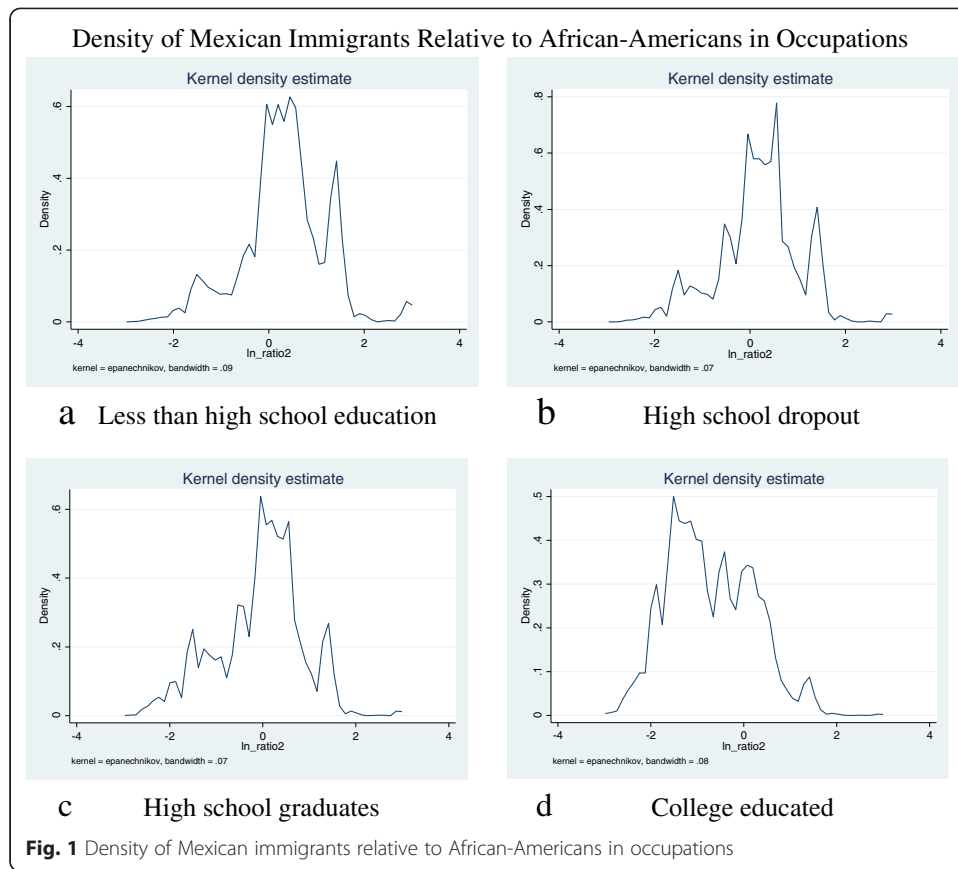 Density of Mexican Immigrants Relative to African-Americans in Occupations
Kernel density estimate
Density
0 .2 .4 .6
-4 -2 0 2 4
ln_ratio2
kernel = epanechnikov, bandwidth = .09
a Less than high school education
Kernel density estimate
Density
0 .2 .4 .6 .8
-4 -2 0 2 4
ln_ratio2
kernel = epanechnikov, bandwidth = .07
b High school dropout
Kernel density estimate
Density
0 .2 .4 .6
-4 -2 0 2 4
ln_ratio2
kernel = epanechnikov, bandwidth = .07
c High school graduates
Kernel density estimate
Density
0 .1 .2 .3 .4 .5
-4 -2 0 2 4
ln_ratio2
kernel = epanechnikov, bandwidth = .08
d College educated
Fig. 1 Density of Mexican immigrants relative to African-Americans in occupations